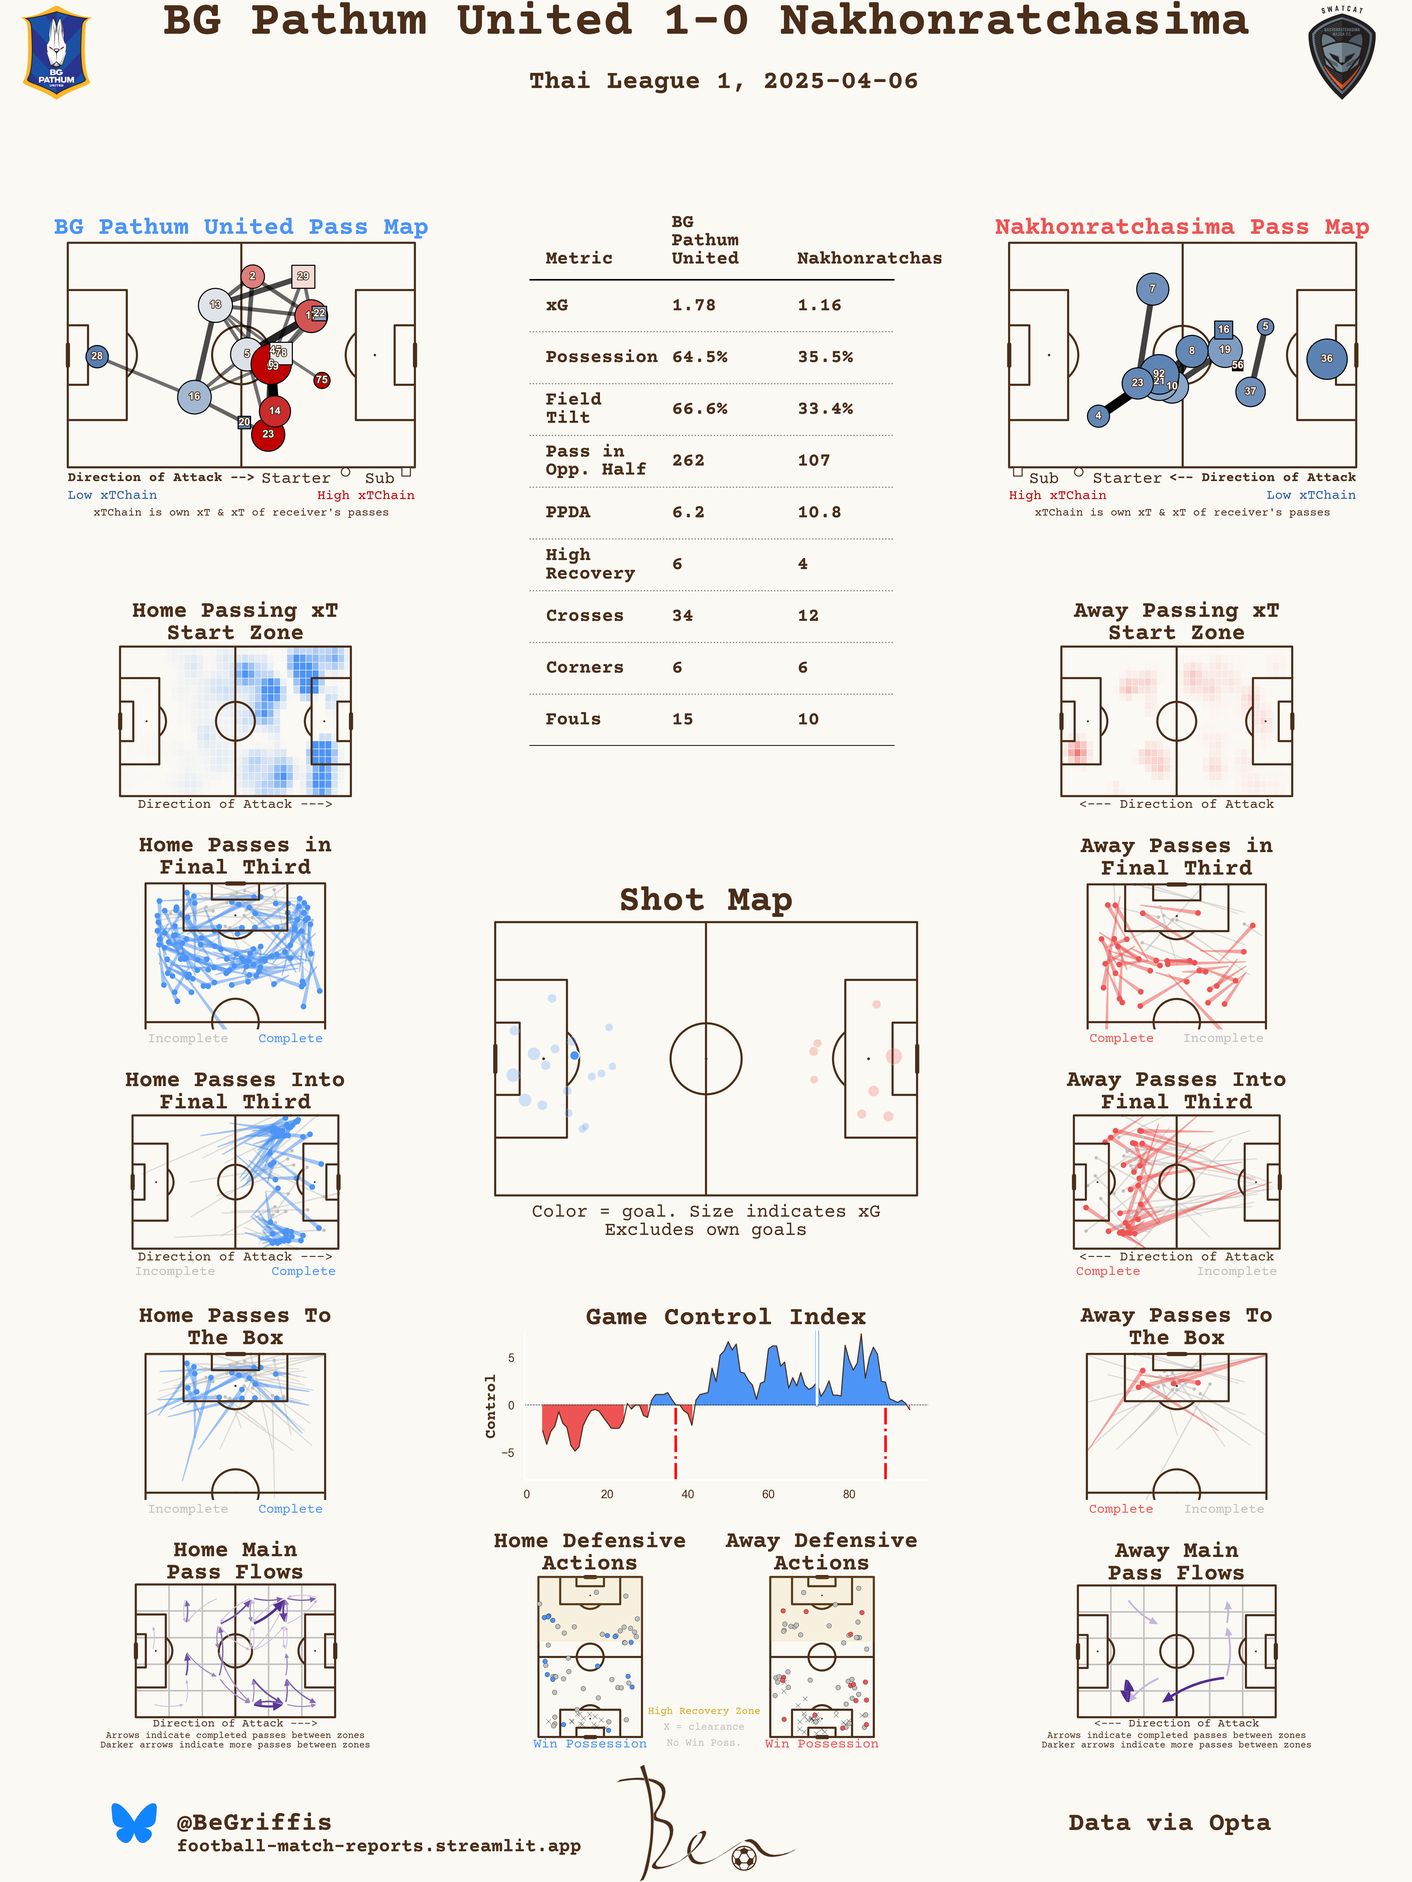 BG Pathum United 1-0 Nakhonratchasima
Thai League 1, 2025-04-06
BG
PATHUM
UNITED
SWATCAT
BG Pathum United Pass Map
28
16
13
2
29
22
5
78
75
14
20
23
Direction of Attack --> Starter Sub
Low xTChain High xTChain
xTChain is own xT & xT of receiver's passes
Metric BG Pathum United Nakhonratchas
xG 1.78 1.16
Possession 64.5% 35.5%
Field Tilt 66.6% 33.4%
Pass in Opp. Half 262 107
PPDA 6.2 10.8
High Recovery 6 4
Crosses 34 12
Corners 6 6
Fouls 15 10
Nakhonratchasima Pass Map
7
16
5
8
19
56
36
92
23
21
10
37
4
Sub Starter <-- Direction of Attack
High xTChain Low xTChain
xTChain is own xT & xT of receiver's passes
Home Passing xT
Start Zone
Direction of Attack --->
Away Passing xT
Start Zone
<--- Direction of Attack
Home Passes in
Final Third
Incomplete Complete
Away Passes in
Final Third
Complete Incomplete
Shot Map
Color = goal. Size indicates xG
Excludes own goals
Home Passes Into
Final Third
Direction of Attack --->
Incomplete Complete
Away Passes Into
Final Third
<--- Direction of Attack
Complete Incomplete
Home Passes To
The Box
Incomplete Complete
Game Control Index
Control
5
0
−5
0 20 40 60 80
Away Passes To
The Box
Complete Incomplete
Home Main
Pass Flows
Direction of Attack --->
Arrows indicate completed passes between zones
Darker arrows indicate more passes between zones
Home Defensive
Actions
Win Possession
High Recovery Zone
X = clearance
No Win Poss.
Away Defensive
Actions
Win Possession
Away Main
Pass Flows
<--- Direction of Attack
Arrows indicate completed passes between zones
Darker arrows indicate more passes between zones
@BeGriffis
football-match-reports.streamlit.app
Ben
Data via Opta